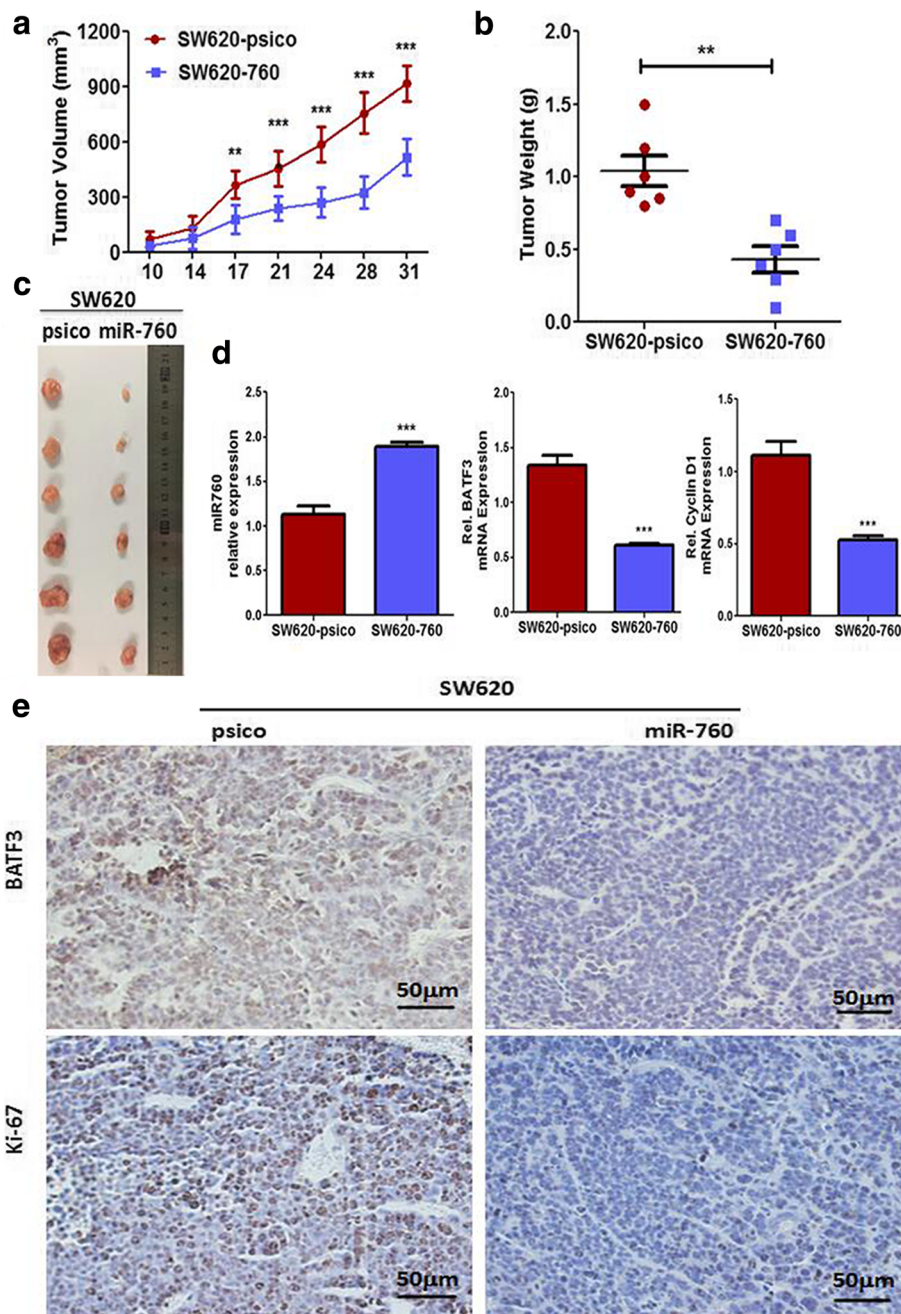 a
1200
900
600
300
0
Tumor Volume (mm3)
SW620-psico
SW620-760
**
***
***
***
***
***
10 14 17 21 24 28 31
b
2.0
1.5
1.0
0.5
0.0
Tumor Weight (g)
**
SW620-psico SW620-760
c
SW620
psico miR-760
d
2.5
2.0
1.5
1.0
0.5
0.0
mIR760
relative expression
***
SW620-psico SW620-760
2.0
1.5
1.0
0.5
0.0
Rel. BATF3
mRNA Expression
***
SW620-psico SW620-760
1.5
1.0
0.5
0.0
Rel. Cyclin D1
mRNA Expression
***
SW620-psico SW620-760
e
SW620
psico miR-760
BATF3
50µm
50µm
Ki-67
50µm
50µm